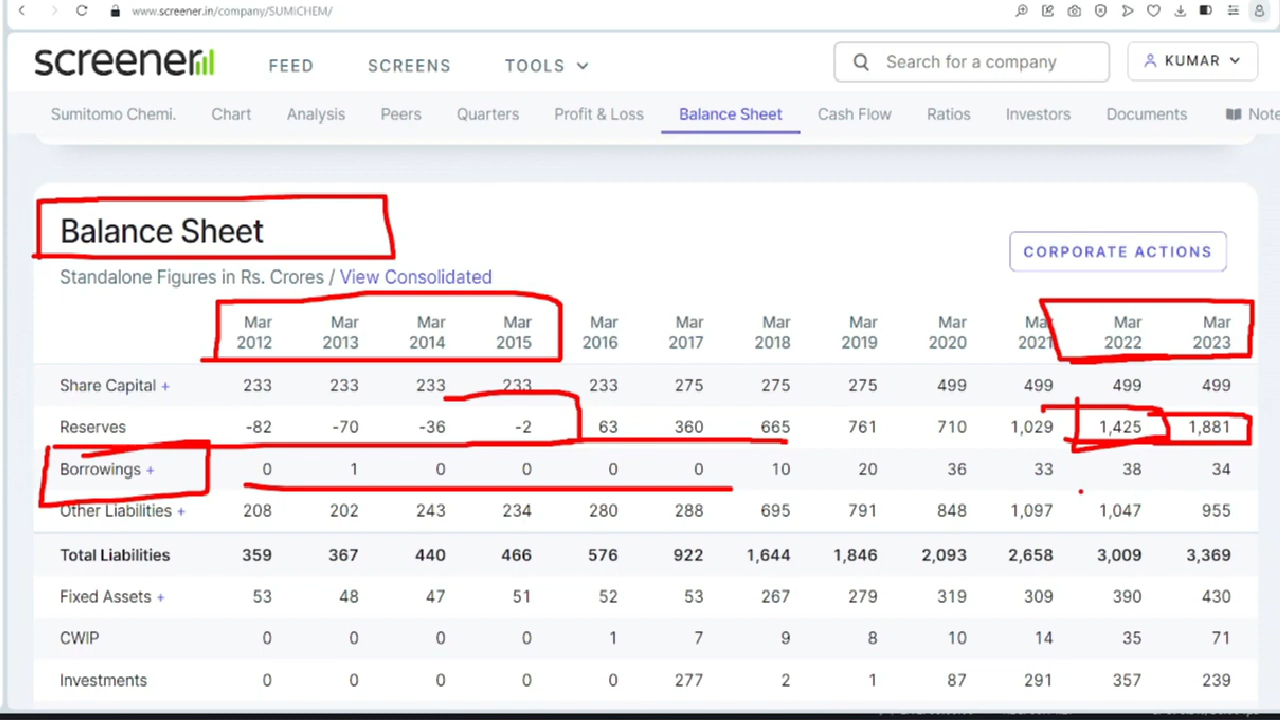 www.screener.in/company/SUMICHEM/
screener FEED SCREENS TOOLS Search for a company KUMAR
Sumitomo Chemi. Chart Analysis Peers Quarters Profit & Loss Balance Sheet Cash Flow Ratios Investors Documents Note
Balance Sheet
CORPORATE ACTIONS
Standalone Figures in Rs. Crores / View Consolidated
Mar Mar Mar Mar Mar Mar Mar Mar Mar Mar Mar Mar
2012 2013 2014 2015 2016 2017 2018 2019 2020 2021 2022 2023
Share Capital + 233 233 233 233 233 275 275 275 499 499 499 499
Reserves -82 -70 -36 -2 63 360 665 761 710 1,029 1,425 1,881
Borrowings + 0 1 0 0 0 0 10 20 36 33 38 34
Other Liabilities + 208 202 243 234 280 288 695 791 848 1,097 1,047 955
Total Liabilities 359 367 440 466 576 922 1,644 1,846 2,093 2,658 3,009 3,369
Fixed Assets + 53 48 47 51 52 53 267 279 319 309 390 430
CWIP 0 0 0 0 1 7 9 8 10 14 35 71
Investments 0 0 0 0 0 277 2 1 87 291 357 239